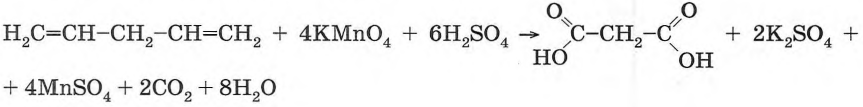 H₂C=CH–CH₂–CH=CH₂ + 4KMnO₄ + 6H₂SO₄ → O HO C–CH₂–C O OH + 2K₂SO₄ +
+ 4MnSO₄ + 2CO₂ + 8H₂O